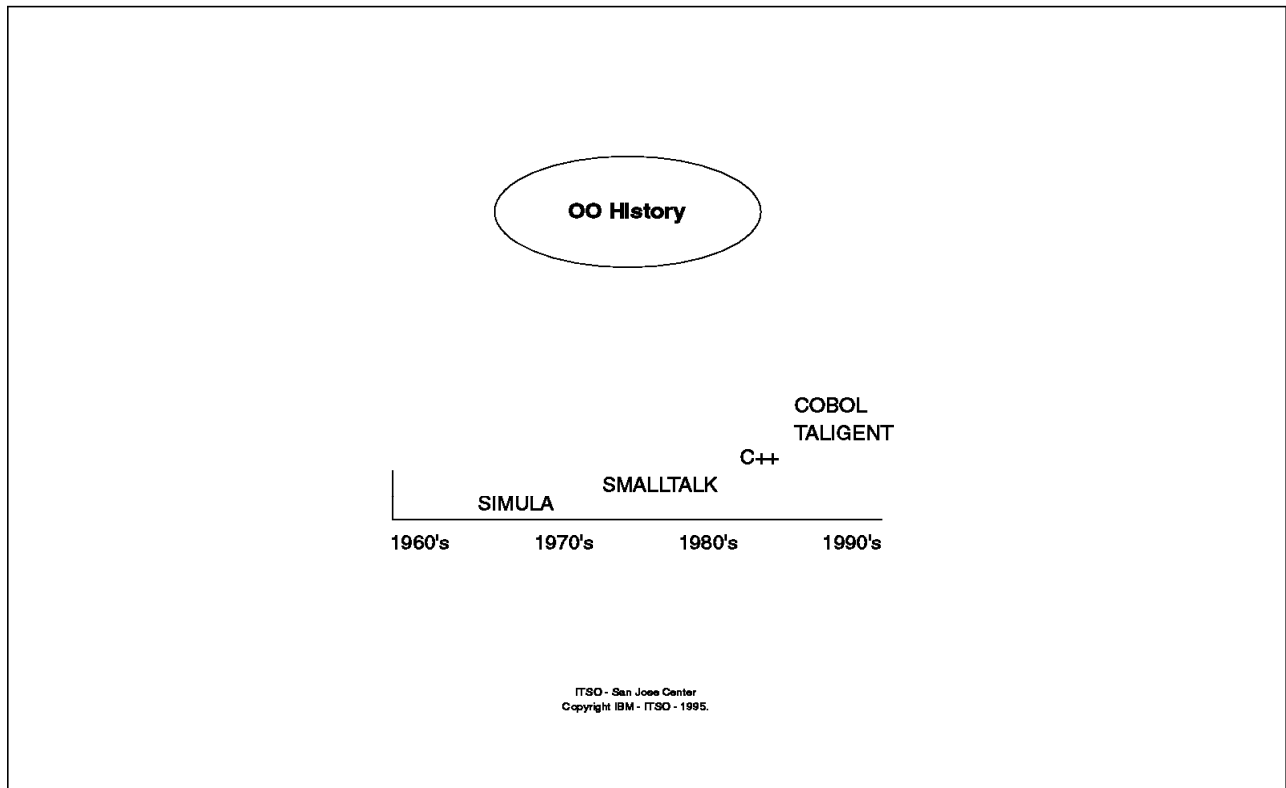 OO History
COBOL
TALIGENT
C++
SMALLTALK
SIMULA
1960's 1970's 1980's 1990's
ITSO - San Jose Center
Copyright IBM - ITSO - 1995.